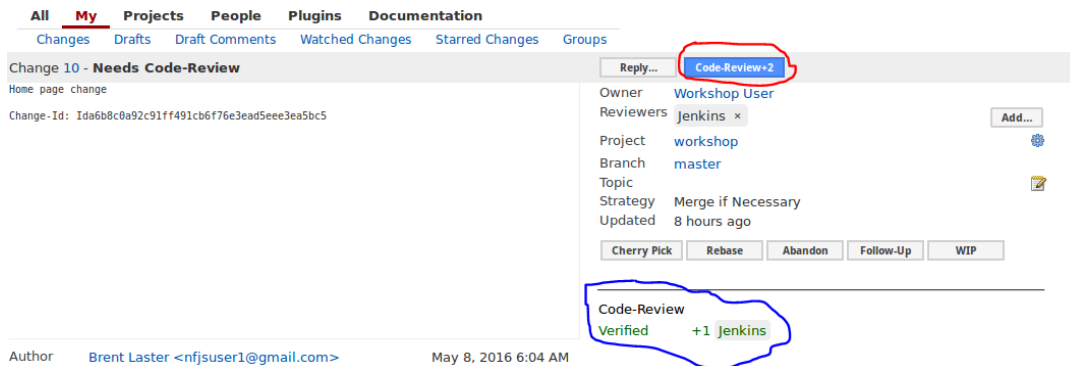 All My Projects People Plugins Documentation
Changes Drafts Draft Comments Watched Changes Starred Changes Groups
Change 10 - Needs Code-Review
Reply... Code-Review+2
Home page change
Change-Id: Ida6b8c0a92c91ff491cb6f76e3ead5eee3ea5bc5
Owner Workshop User
Reviewers Jenkins ×
Add...
Project workshop
Branch master
Topic
Strategy Merge if Necessary
Updated 8 hours ago
Cherry Pick Rebase Abandon Follow-Up WIP
Code-Review
Verified +1 Jenkins
Author Brent Laster <nfjsuser1@gmail.com> May 8, 2016 6:04 AM